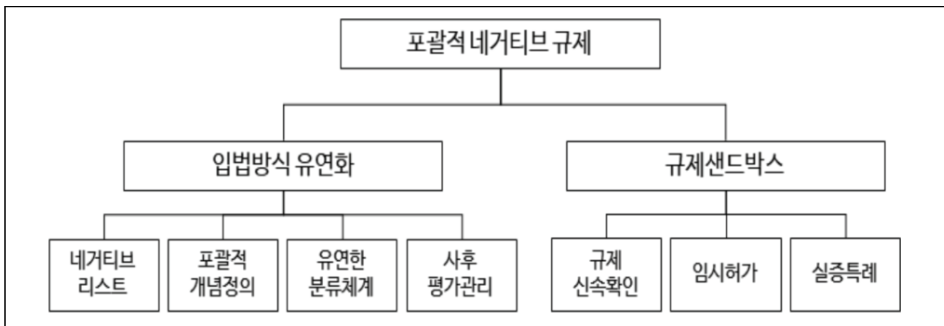 포괄적 네거티브 규제
입법방식 유연화
규제샌드박스
네거티브
리스트
포괄적
개념정의
유연한
분류체계
사후
평가관리
규제
신속확인
임시허가
실증특례